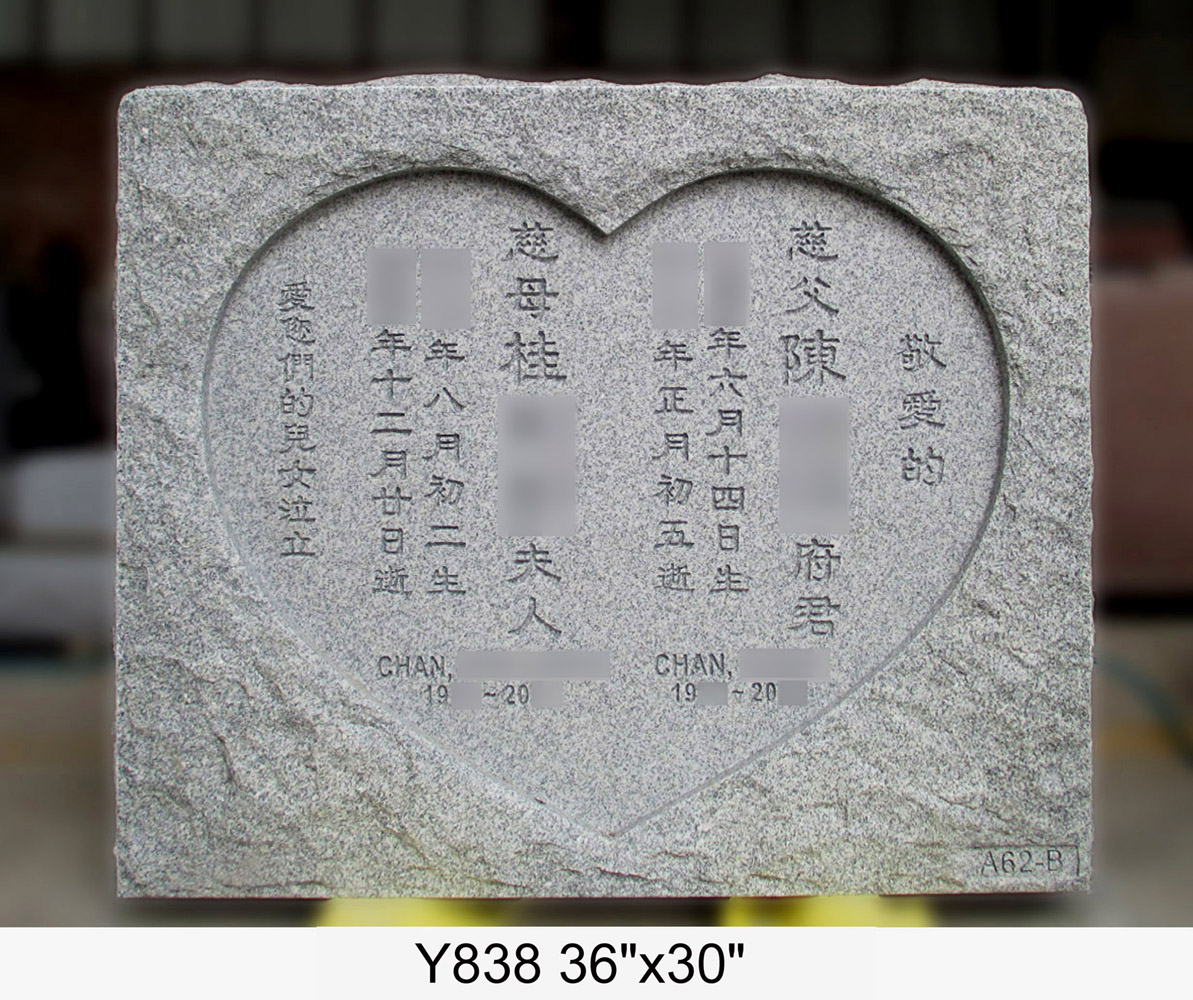 敬愛的
慈父陳
府君
年六月十四日生
年正月初五逝
慈母桂
夫人
年八月初二生
年十二月廿日逝
愛您們的兒女泣立
CHAN,
19 ~ 20
CHAN,
19 ~ 20
A62-B
Y838 36"x30"